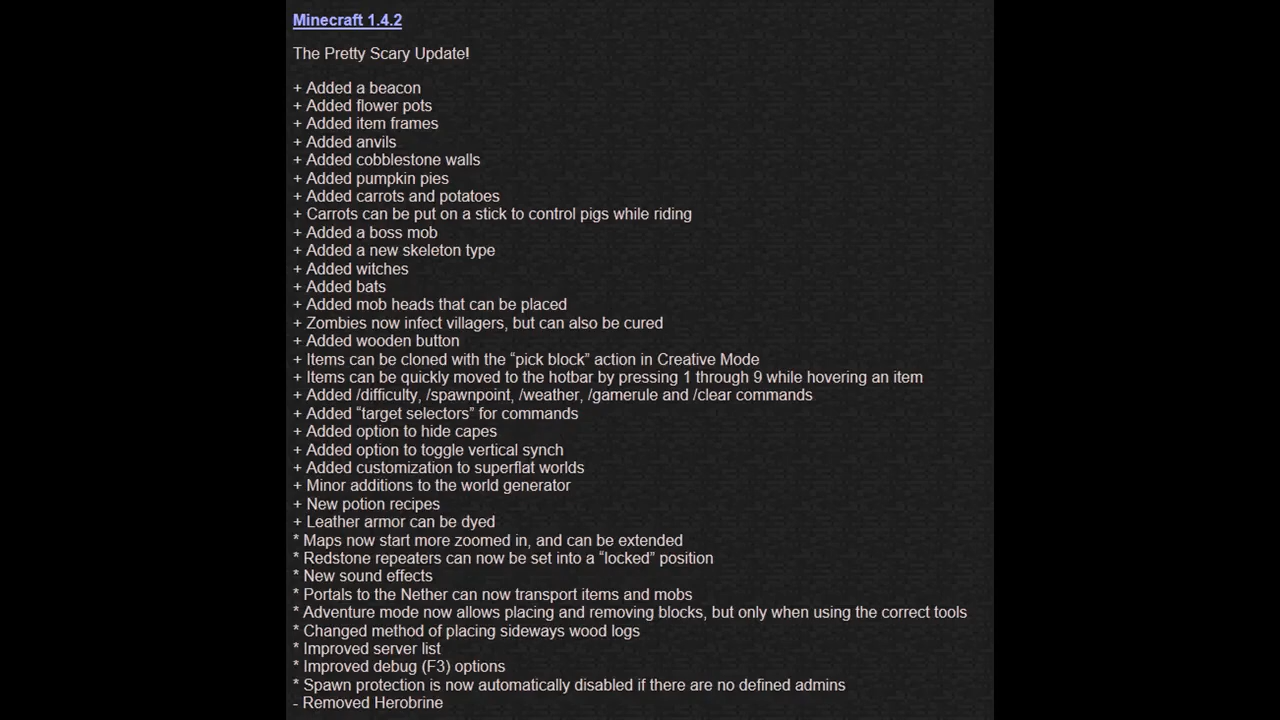 Minecraft 1.4.2
The Pretty Scary Update!
+ Added a beacon
+ Added flower pots
+ Added item frames
+ Added anvils
+ Added cobblestone walls
+ Added pumpkin pies
+ Added carrots and potatoes
+ Carrots can be put on a stick to control pigs while riding
+ Added a boss mob
+ Added a new skeleton type
+ Added witches
+ Added bats
+ Added mob heads that can be placed
+ Zombies now infect villagers, but can also be cured
+ Added wooden button
+ Items can be cloned with the “pick block” action in Creative Mode
+ Items can be quickly moved to the hotbar by pressing 1 through 9 while hovering an item
+ Added /difficulty, /spawnpoint, /weather, /gamerule and /clear commands
+ Added “target selectors” for commands
+ Added option to hide capes
+ Added option to toggle vertical synch
+ Added customization to superflat worlds
+ Minor additions to the world generator
+ New potion recipes
+ Leather armor can be dyed
* Maps now start more zoomed in, and can be extended
* Redstone repeaters can now be set into a “locked” position
* New sound effects
* Portals to the Nether can now transport items and mobs
* Adventure mode now allows placing and removing blocks, but only when using the correct tools
* Changed method of placing sideways wood logs
* Improved server list
* Improved debug (F3) options
* Spawn protection is now automatically disabled if there are no defined admins
- Removed Herobrine